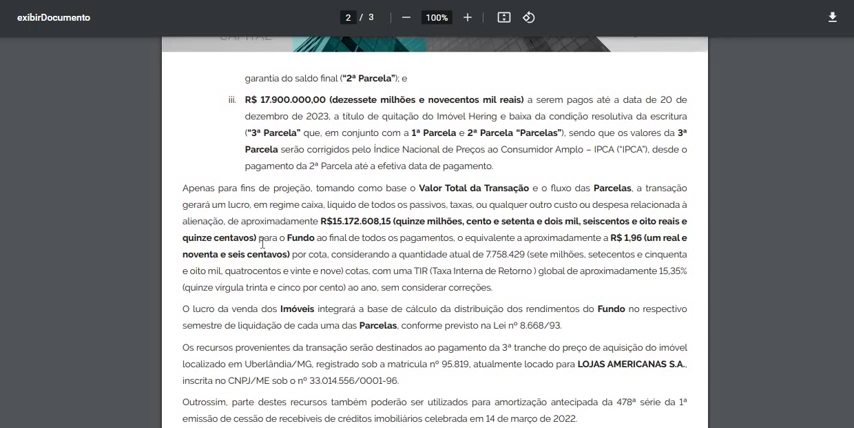 exibirDocumento
2 / 3
100%
CAPITAL
garantia do saldo final (“2ª Parcela”); e
iii. R$ 17.900.000,00 (dezessete milhões e novecentos mil reais) a serem pagos até a data de 20 de
dezembro de 2023, a título de quitação do Imóvel Hering e baixa da condição resolutiva da escritura
(“3ª Parcela” que, em conjunto com a 1ª Parcela e 2ª Parcela “Parcelas”), sendo que os valores da 3ª
Parcela serão corrigidos pelo Índice Nacional de Preços ao Consumidor Amplo – IPCA (“IPCA”), desde o
pagamento da 2ª Parcela até a efetiva data de pagamento.
Apenas para fins de projeção, tomando como base o Valor Total da Transação e o fluxo das Parcelas, a transação
gerará um lucro, em regime caixa, líquido de todos os passivos, taxas, ou qualquer outro custo ou despesa relacionada à
alienação, de aproximadamente R$15.172.608,15 (quinze milhões, cento e setenta e dois mil, seiscentos e oito reais e
quinze centavos) para o Fundo ao final de todos os pagamentos, o equivalente a aproximadamente a R$ 1,96 (um real e
noventa e seis centavos) por cota, considerando a quantidade atual de 7.758.429 (sete milhões, setecentos e cinquenta
e oito mil, quatrocentos e vinte e nove) cotas, com uma TIR (Taxa Interna de Retorno ) global de aproximadamente 15,35%
(quinze vírgula trinta e cinco por cento) ao ano, sem considerar correções.
O lucro da venda dos Imóveis integrará a base de cálculo da distribuição dos rendimentos do Fundo no respectivo
semestre de liquidação de cada uma das Parcelas, conforme previsto na Lei nº 8.668/93.
Os recursos provenientes da transação serão destinados ao pagamento da 3ª tranche do preço de aquisição do imóvel
localizado em Uberlândia/MG, registrado sob a matrícula nº 95.819, atualmente locado para LOJAS AMERICANAS S.A.,
inscrita no CNPJ/ME sob o nº 33.014.556/0001-96.
Outrossim, parte destes recursos também poderão ser utilizados para amortização antecipada da 478ª série da 1ª
emissão de cessão de recebíveis de créditos imobiliários celebrada em 14 de março de 2022.